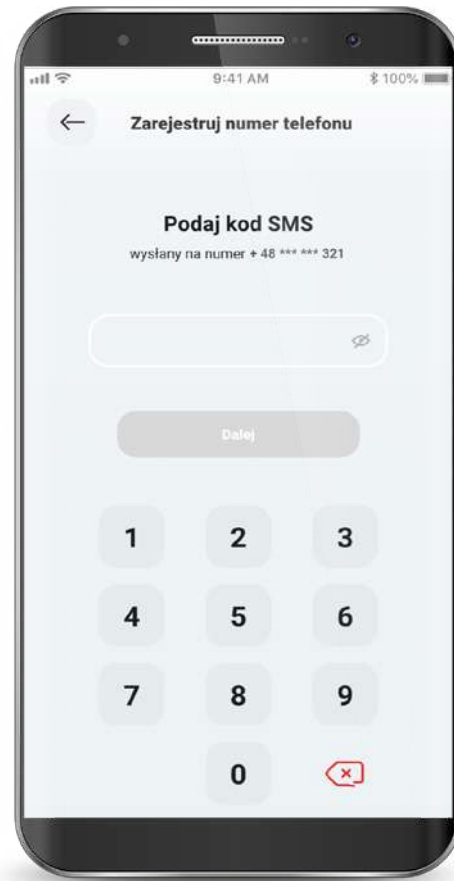 9:41 AM
100%
Zarejestruj numer telefonu
Podaj kod SMS
wysłany na numer + 48 *** *** 321
Dalej
1 2 3
4 5 6
7 8 9
0